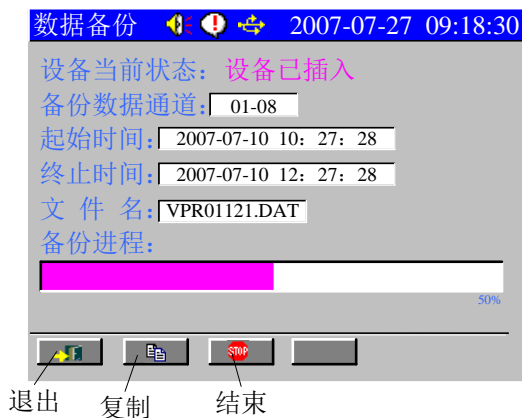 数据备份 2007-07-27 09:18:30
设备当前状态：设备已插入
备份数据通道：01-08
起始时间：2007-07-10 10：27：28
终止时间：2007-07-10 12：27：28
文 件 名：VPR01121.DAT
备份进程：
50%
STOP
退出 复制 结束